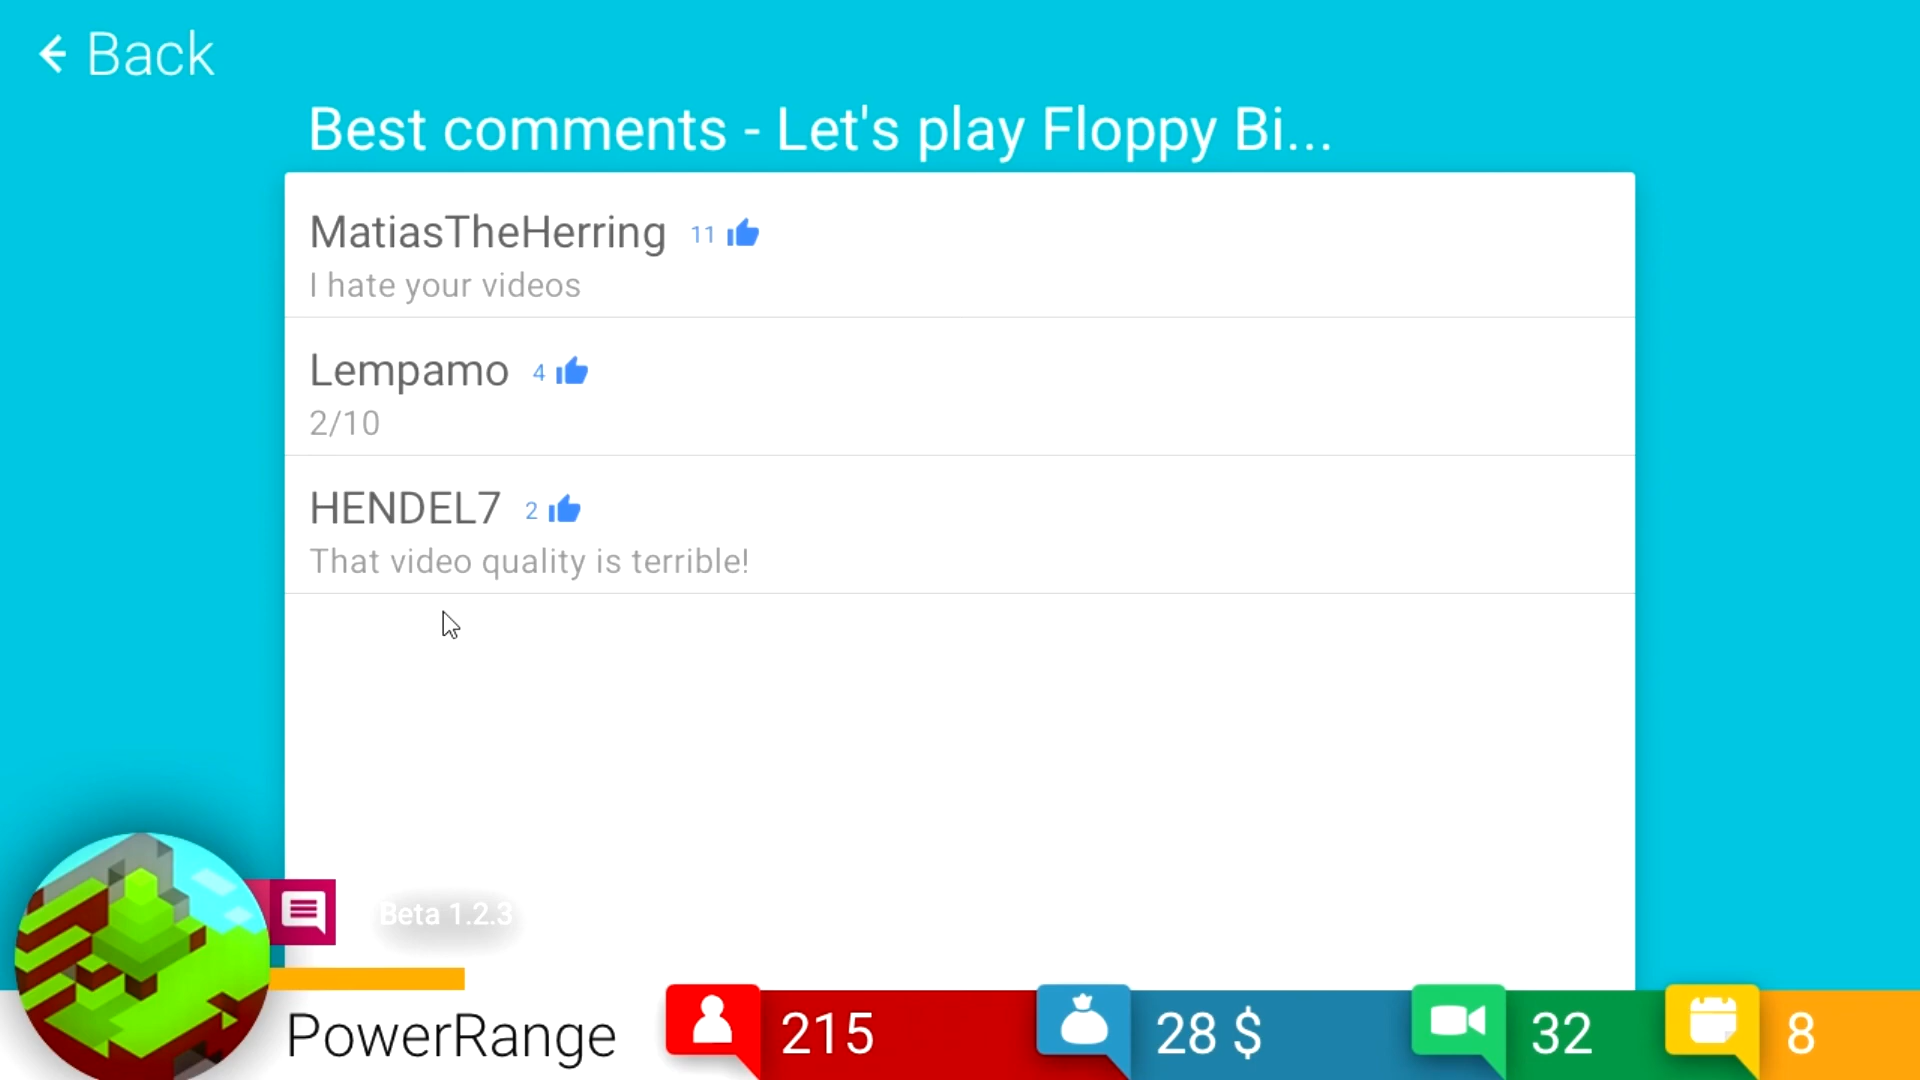 Back
Best comments - Let's play Floppy Bi...
MatiasTheHerring 11
I hate your videos
Lempamo 4
2/10
HENDEL7 2
That video quality is terrible!
Beta 1.2.3
PowerRange 215 28 $ 32 8